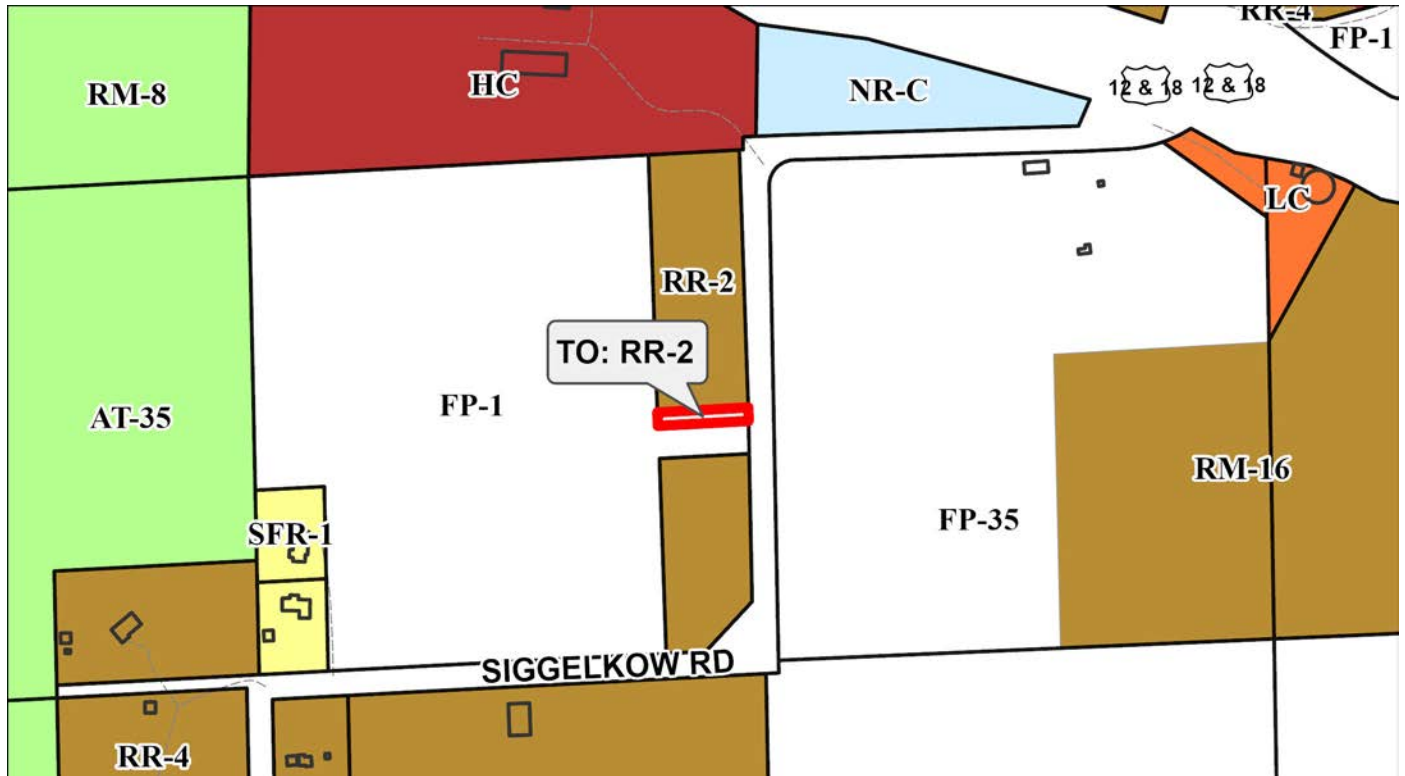 RR-4
FP-1
RM-8
HC
NR-C
12 & 18
12 & 18
LC
RR-2
TO: RR-2
AT-35
FP-1
RM-16
FP-35
SFR-1
SIGGELKOW RD
RR-4